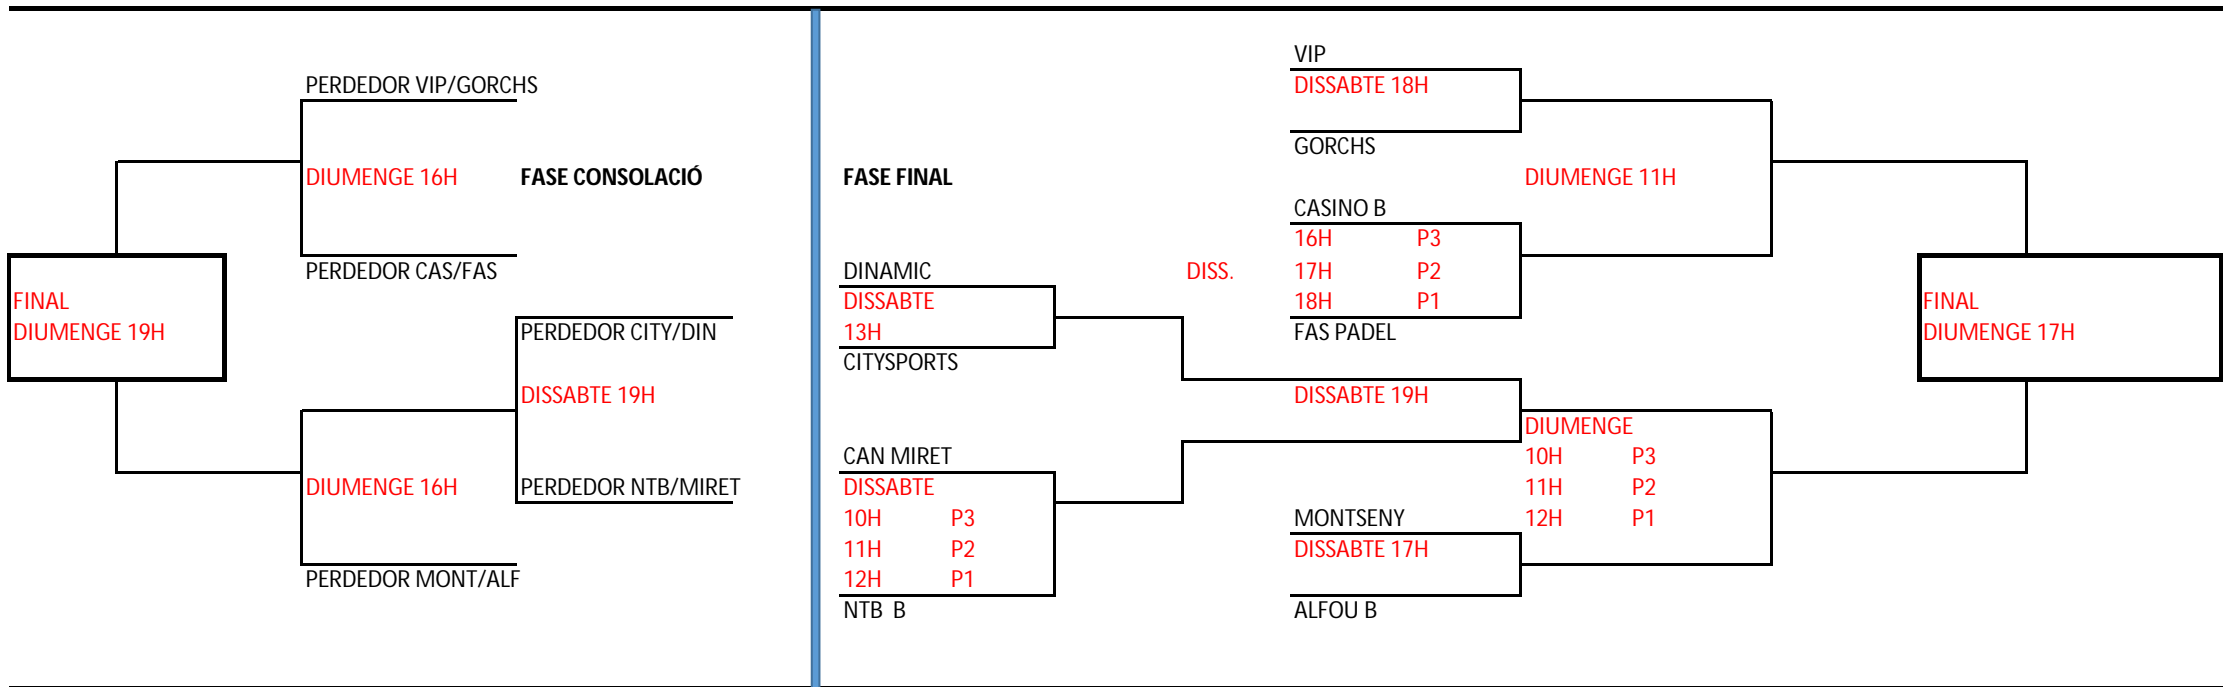 PERDEDOR VIP/GORCHS
DIUMENGE 16H
FASE CONSOLACIÓ
PERDEDOR CAS/FAS
FINAL
DIUMENGE 19H
PERDEDOR CITY/DIN
DISSABTE 19H
DIUMENGE 16H
PERDEDOR NTB/MIRET
PERDEDOR MONT/ALF
FASE FINAL
VIP
DISSABTE 18H
GORCHS
DIUMENGE 11H
CASINO B
DISS.
16H P3
17H P2
18H P1
FAS PADEL
DINAMIC
DISSABTE
13H
CITYSPORTS
DISSABTE 19H
CAN MIRET
DISSABTE
10H P3
11H P2
12H P1
NTB B
DIUMENGE
10H P3
11H P2
12H P1
MONTSENY
DISSABTE 17H
ALFOU B
FINAL
DIUMENGE 17H